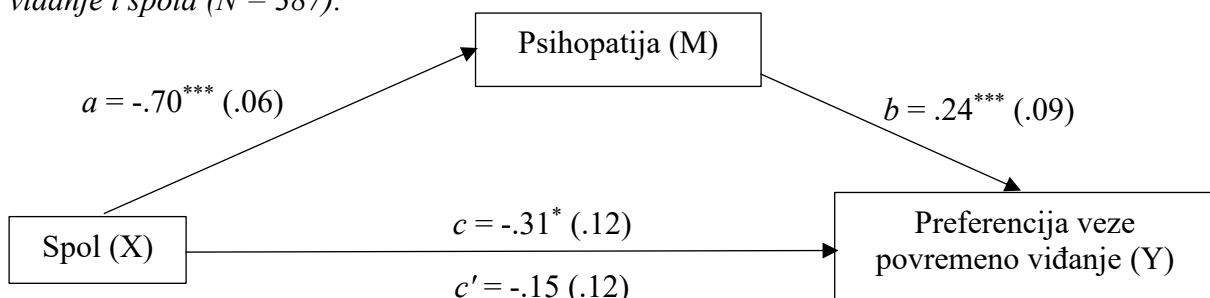 viđanje i spola (N = 387).
Psihopatija (M)
a = -.70*** (.06)
b = .24*** (.09)
c = -.31* (.12)
Spol (X)
Preferencija veze
povremeno viđanje (Y)
c' = -.15 (.12)